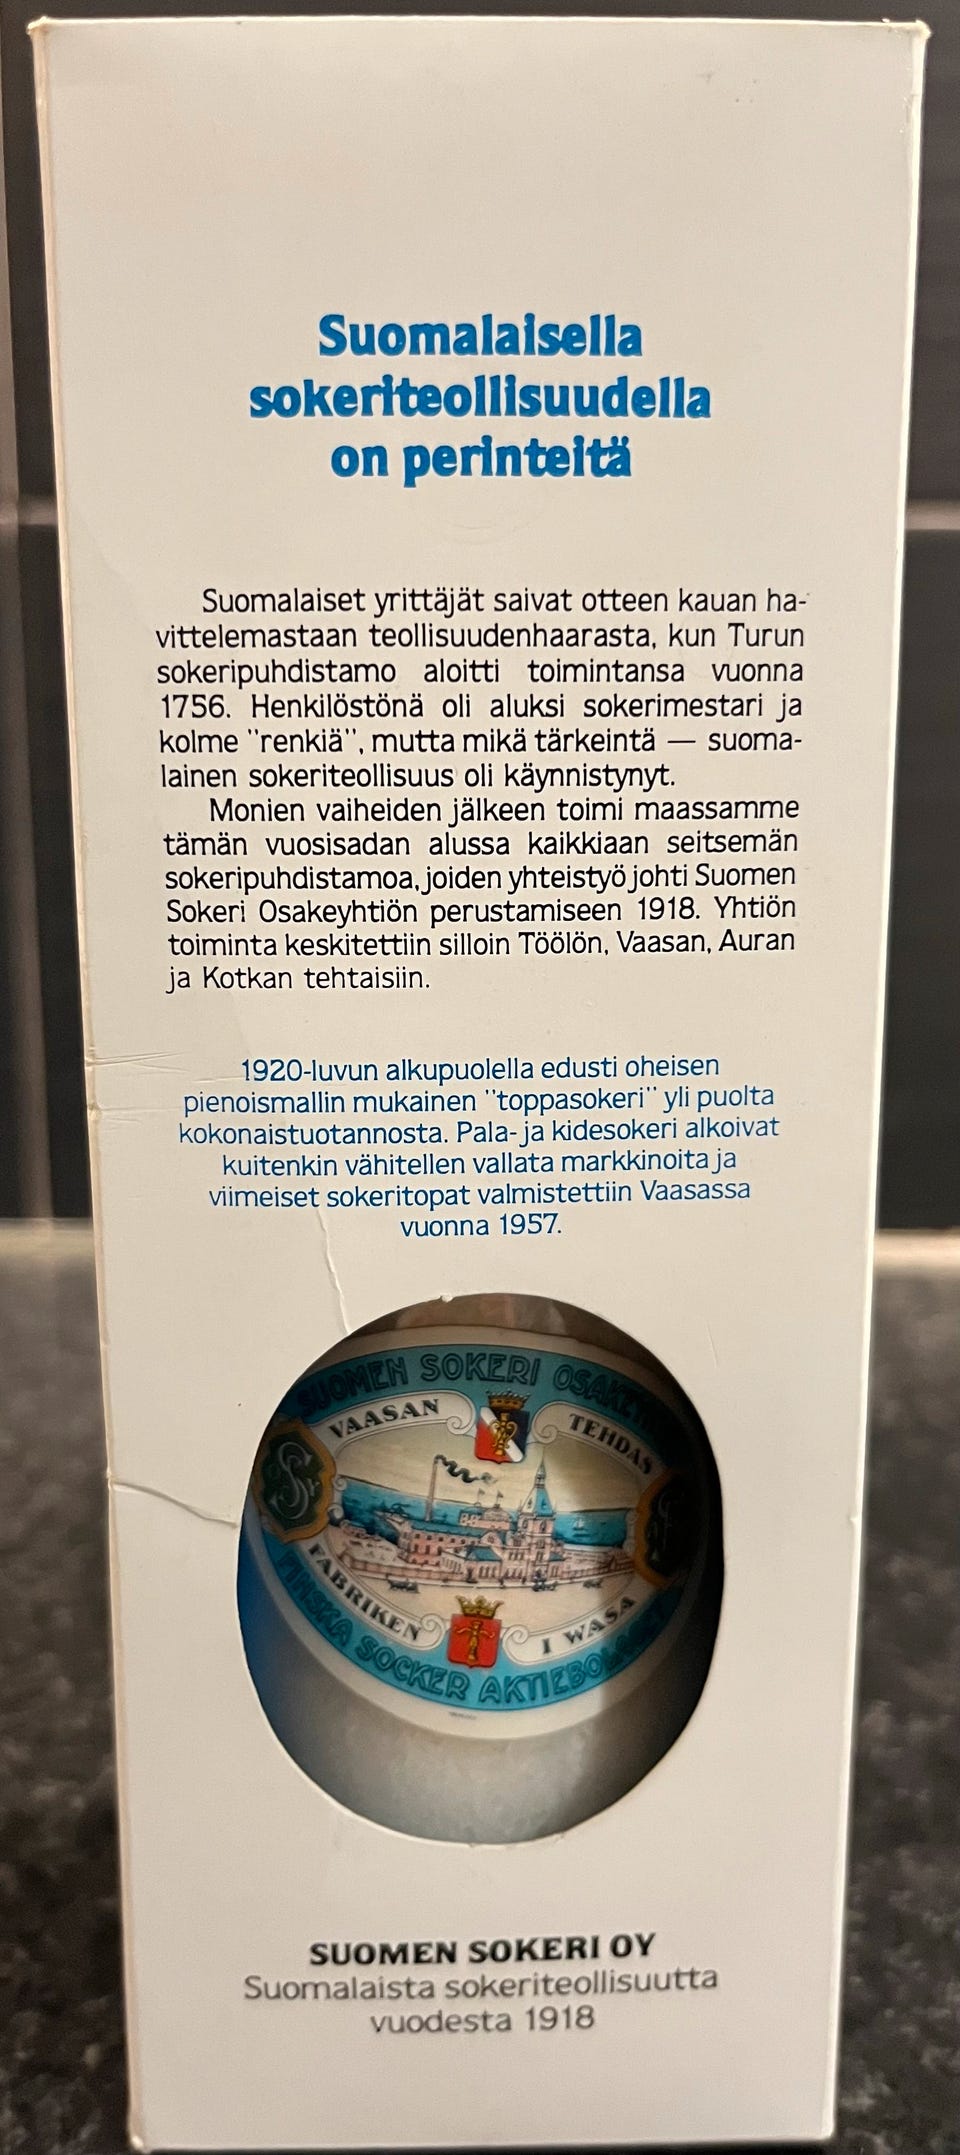 Suomalaisella
sokeriteollisuudella
on perinteitä
Suomalaiset yrittäjät saivat otteen kauan ha-
vittelemastaan teollisuudenhaarasta, kun Turun
sokeripuhdistamo aloitti toimintansa vuonna
1756. Henkilöstönä oli aluksi sokerimestari ja
kolme "renkiä", mutta mikä tärkeintä — suoma-
lainen sokeriteollisuus oli käynnistynyt.
Monien vaiheiden jälkeen toimi maassamme
tämän vuosisadan alussa kaikkiaan seitsemän
sokeripuhdistamoa, joiden yhteistyö johti Suomen
Sokeri Osakeyhtiön perustamiseen 1918. Yhtiön
toiminta keskitettiin silloin Töölön, Vaasan, Auran
ja Kotkan tehtaisiin.
1920-luvun alkupuolella edusti oheisen
pienoismallin mukainen "toppasokeri" yli puolta
kokonaistuotannosta. Pala- ja kidesokeri alkoivat
kuitenkin vähitellen vallata markkinoita ja
viimeiset sokeritopat valmistettiin Vaasassa
vuonna 1957.
SUOMEN SOKERI
VAASAN TEHDAS
FABRIKEN I WASA
FINSKA SOCKER
SUOMEN SOKERI OY
Suomalaista sokeriteollisuutta
vuodesta 1918